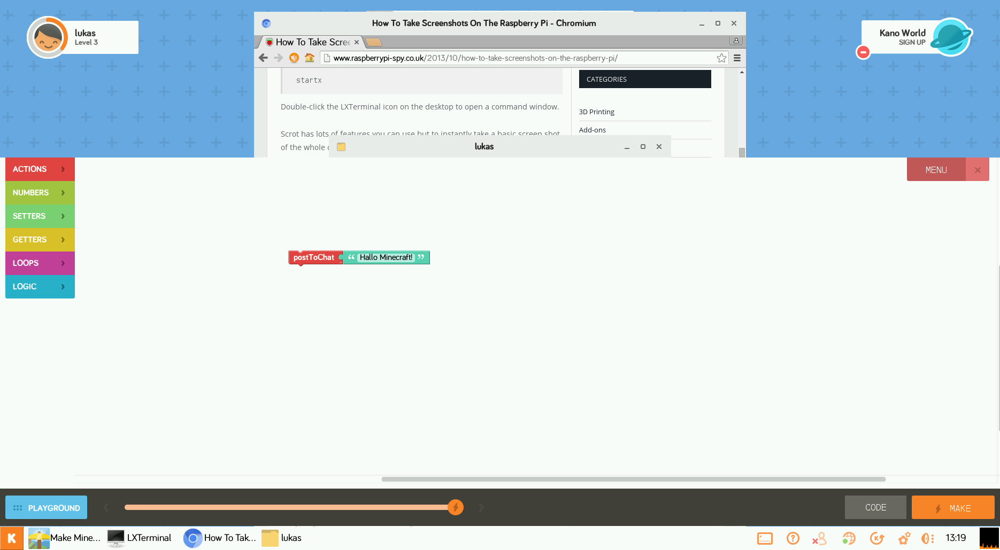 lukas
Level 3
How To Take Screenshots On The Raspberry Pi - Chromium
How To Take Scree
www.raspberrypi-spy.co.uk/2013/10/how-to-take-screenshots-on-the-raspberry-pi/
Kano World
SIGN UP
startx
Double-click the LXTerminal icon on the desktop to open a command window.
Scrot has lots of features you can use but to instantly take a basic screen shot
of the whole
CATEGORIES
3D Printing
Add-ons
lukas
ACTIONS
NUMBERS
SETTERS
GETTERS
LOOPS
LOGIC
MENU
postToChat “ Hallo Minecraft! ”
PLAYGROUND
CODE
MAKE
K Make Mine... LXTerminal How To Tak... lukas 13:19